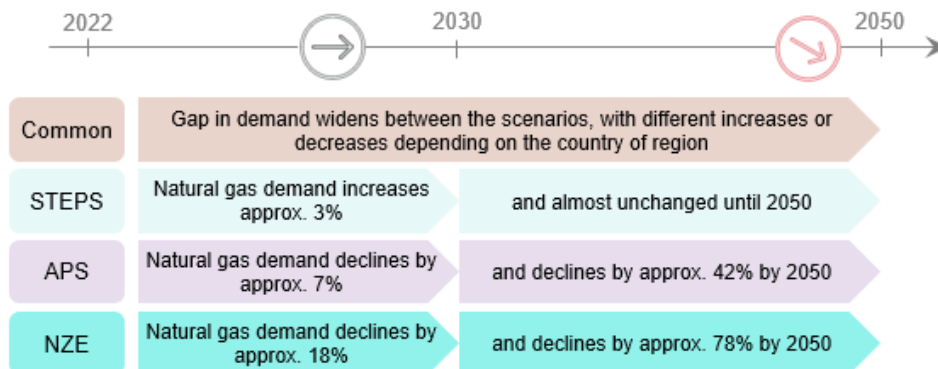 2022 2030 2050
Common
Gap in demand widens between the scenarios, with different increases or
decreases depending on the country of region
STEPS
Natural gas demand increases
approx. 3%
and almost unchanged until 2050
APS
Natural gas demand declines by
approx. 7%
and declines by approx. 42% by 2050
NZE
Natural gas demand declines by
approx. 18%
and declines by approx. 78% by 2050